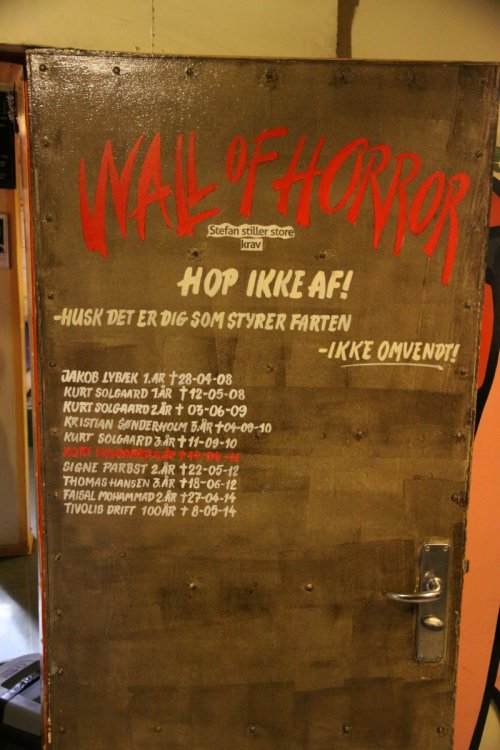 WALL OF HORROR
Stefan stiller store
krav
HOP IKKE AF!
-HUSK DET ER DIG SOM STYRER FARTEN
-IKKE OMVENDT!
JAKOB LYBÆK 1.ÅR †28-04-08
KURT SOLGAARD 1ÅR †12-05-08
KURT SOLGAARD 2.ÅR † 03-06-09
KRISTIAN SØNDERHOLM 3.ÅR †04-09-10
KURT SOLGAARD 3.ÅR †11-09-10
KURT SOLGAARD
SIGNE PARBST 2.ÅR †22-05-12
THOMAS HANSEN 3.ÅR †18-06-12
FAISAL MOHAMMAD 2.ÅR †27-04-14
TIVOLIS DRIFT 100ÅR † 8-05-14